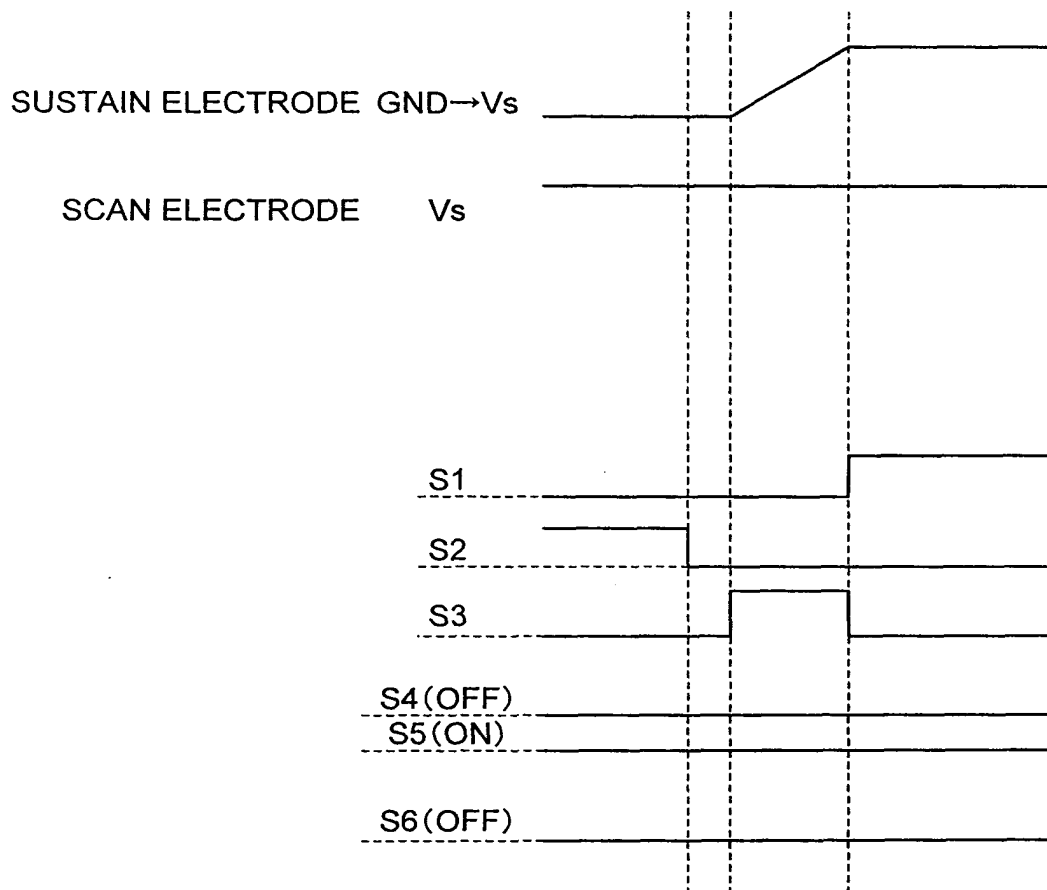 SUSTAIN ELECTRODE GND→Vs
SCAN ELECTRODE Vs
S1
S2
S3
S4(OFF)
S5(ON)
S6(OFF)